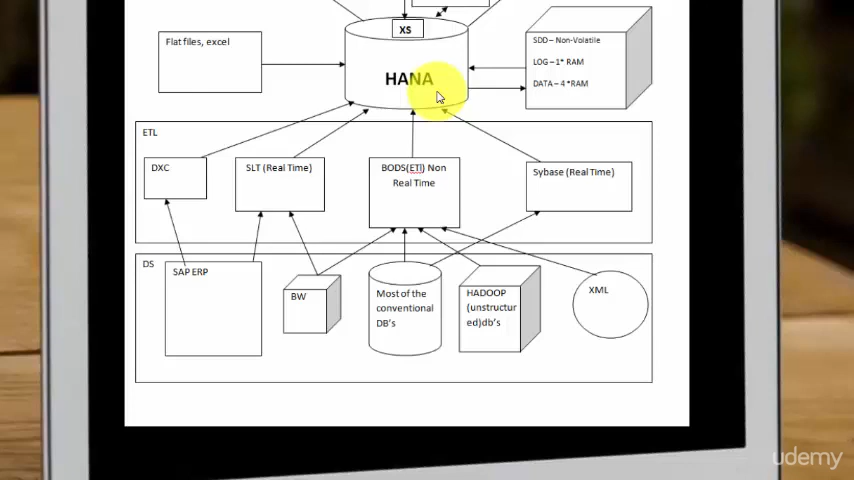 XS
Flat files, excel
HANA
SDD – Non-Volatile
LOG – 1* RAM
DATA – 4 *RAM
ETL
DXC
SLT (Real Time)
BODS(ETl) Non
Real Time
Sybase (Real Time)
DS
SAP ERP
BW
Most of the
conventional
DB's
HADOOP
(unstructur
ed)db's
XML
udemy